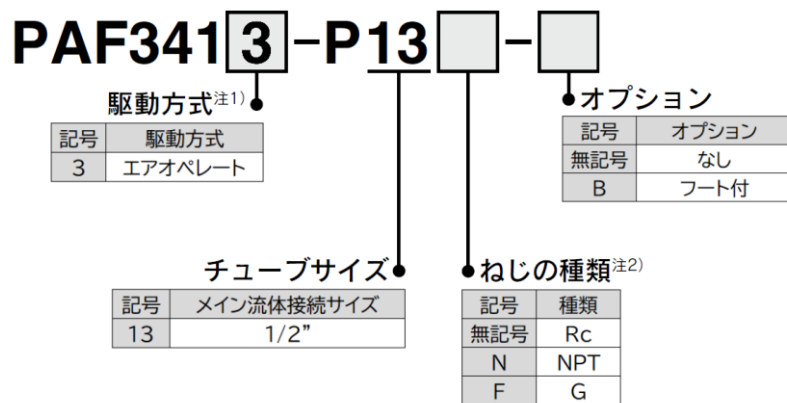 PAF3413-P13□-□
駆動方式注1)
記号 駆動方式
3 エアオペレート
オプション
記号 オプション
無記号 なし
B フート付
チューブサイズ
記号 メイン流体接続サイズ
13 1/2”
ねじの種類注2)
記号 種類
無記号 Rc
N NPT
F G